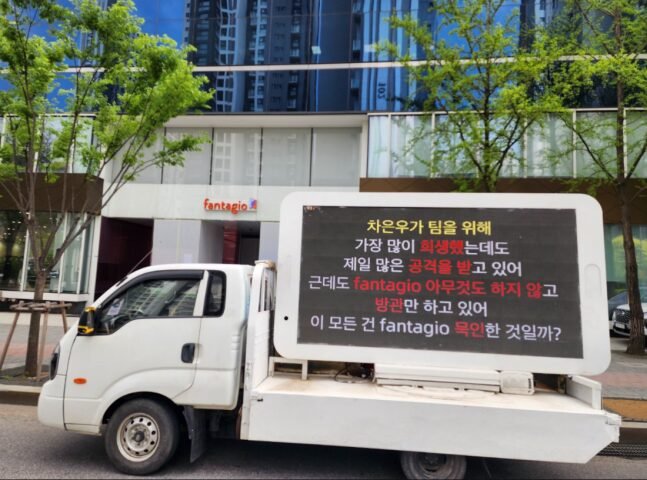 fantagio
차은우가 팀을 위해
가장 많이 희생했는데도
제일 많은 공격을 받고 있어
근데도 fantagio 아무것도 하지 않고
방관만 하고 있어
이 모든 건 fantagio 묵인한 것일까?